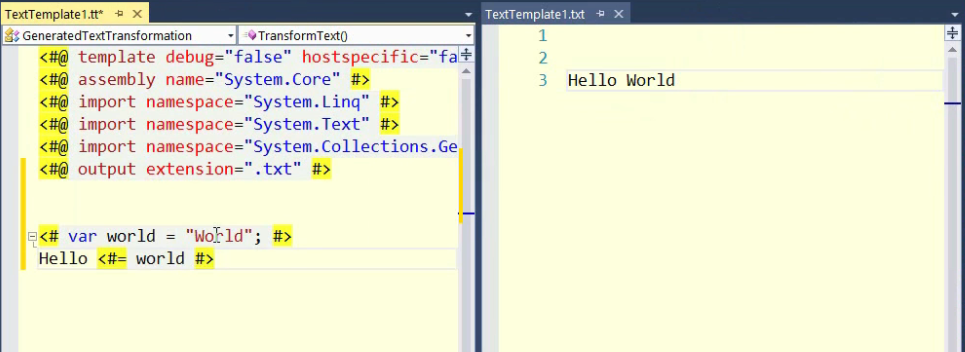 TextTemplate1.tt*
GeneratedTextTransformation
TransformText()
<#@ template debug="false" hostspecific="fa
<#@ assembly name="System.Core" #>
<#@ import namespace="System.Linq" #>
<#@ import namespace="System.Text" #>
<#@ import namespace="System.Collections.Ge
<#@ output extension=".txt" #>
<# var world = "World"; #>
Hello <#= world #>
TextTemplate1.txt
1
2
3 Hello World